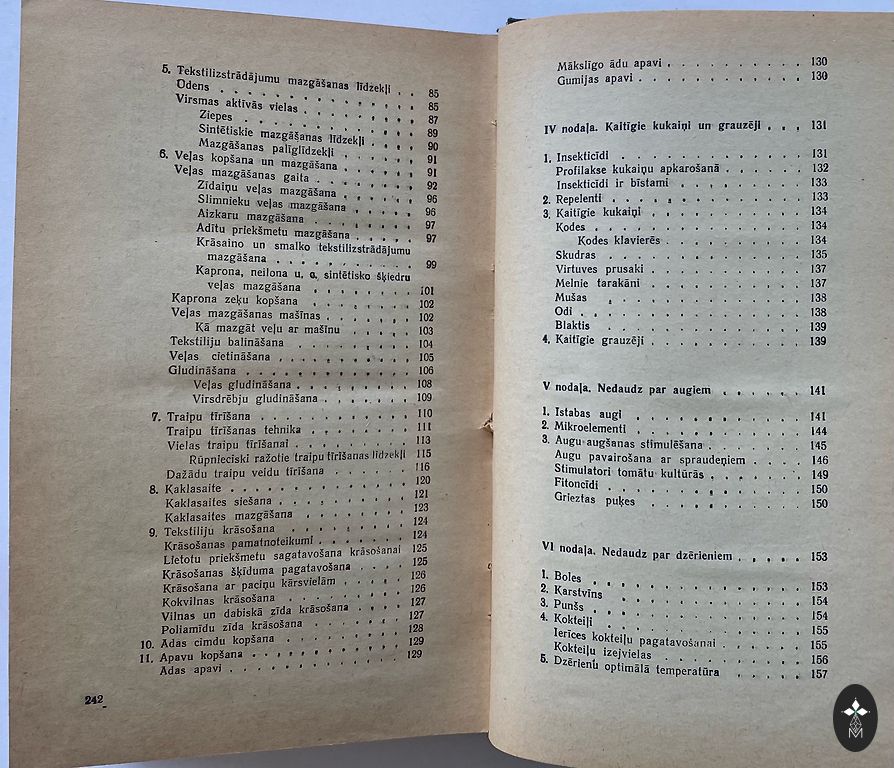 5. Tekstilizstrādājumu mazgāšanas līdzekļi . . 85
Ūdens . . . . . . . . . . 85
Virsmas aktīvās vielas . . . . . . 87
Ziepes . . . . . . . . . 89
Sintētiskie mazgāšanas līdzekļi . . . 90
Mazgāšanas palīglīdzekļi . . . . 91
6. Veļas kopšana un mazgāšana . . . . 91
Veļas mazgāšanas gaita . . . . . . 92
Zīdaiņu veļas mazgāšana . . . . 96
Slimnieku veļas mazgāšana . . . . 96
Aizkaru mazgāšana . . . . . . 97
Adītu priekšmetu mazgāšana . . . . 97
Krāsaino un smalko tekstilizstrādājumu
mazgāšana . . . . . . . . 99
Kaprona, neilona u. c. sintētisko šķiedru
veļas mazgāšana . . . . . . 101
Kaprona zeķu kopšana . . . . . . 102
Veļas mazgāšanas mašīnas . . . . . 102
Kā mazgāt veļu ar mašīnu . . . . 103
Tekstiliju balināšana . . . . . . 104
Veļas cietināšana . . . . . . . 105
Gludināšana . . . . . . . . . 106
Veļas gludināšana . . . . . . 108
Virsdrēbju gludināšana . . . . . 109
7. Traipu tīrīšana . . . . . . . . 110
Traipu tīrīšanas tehnika . . . . . 111
Vielas traipu tīrīšanai . . . . . . 113
Rūpnieciski ražotie traipu tīrīšanas līdzekļi 115
Dažādu traipu veidu tīrīšana . . . . . 116
8. Kaklasaite . . . . . . . . . 120
Kaklasaites siešana . . . . . . . 121
Kaklasaites mazgāšana . . . . . . 123
9. Tekstiliju krāsošana . . . . . . . 124
Krāsošanas pamatnoteikumi . . . . . 124
Lietotu priekšmetu sagatavošana krāsošanai 125
Krāsošanas šķīduma pagatavošana . . . 125
Krāsošana ar paciņu kārsvielām . . . . 126
Kokvilnas krāsošana . . . . . . . 126
Vilnas un dabiskā zīda krāsošana . . . . 127
Poliamīdu zīda krāsošana . . . . . 127
10. Ādas cimdu kopšana . . . . . . . 128
11. Apavu kopšana . . . . . . . . 129
Ādas apavi . . . . . . . . . 129
242
Mākslīgo ādu apavi . . . . . . . 130
Gumijas apavi . . . . . . . . . 130
IV nodaļa. Kaitīgie kukaiņi un grauzēji . . . 131
1. Insekticīdi . . . . . . . . . 131
Profilakse kukaiņu apkarošanā . . . . 132
Insekticīdi ir bīstami . . . . . . 133
2. Repelenti . . . . . . . . . 133
3. Kaitīgie kukaiņi . . . . . . . . 134
Kodes . . . . . . . . . . 134
Kodes klavierēs . . . . . . . 134
Skudras . . . . . . . . . . 135
Virtuves prusaki . . . . . . . . 137
Melnie tarakāni . . . . . . . . 137
Mušas . . . . . . . . . . 138
Odi . . . . . . . . . . . 138
Blaktis . . . . . . . . . . 139
4. Kaitīgie grauzēji . . . . . . . . 139
V nodaļa. Nedaudz par augiem . . . . . . 141
1. Istabas augi . . . . . . . . . 141
2. Mikroelementi . . . . . . . . 144
3. Augu augšanas stimulēšana . . . . . 145
Augu pavairošana ar spraudeņiem . . . . 146
Stimulatori tomātu kultūrās . . . . . 149
Fitoncīdi . . . . . . . . . . 150
Grieztas puķes . . . . . . . . 150
VI nodaļa. Nedaudz par dzērieniem . . . . . 153
1. Boles . . . . . . . . . . 153
2. Karstvīns . . . . . . . . . 154
3. Punšs . . . . . . . . . . 154
4. Kokteiļi . . . . . . . . . . 155
Ierīces kokteiļu pagatavošanai . . . . . 155
Kokteiļu izejvielas . . . . . . . 156
5. Dzērienu optimālā temperatūra . . . . . 157